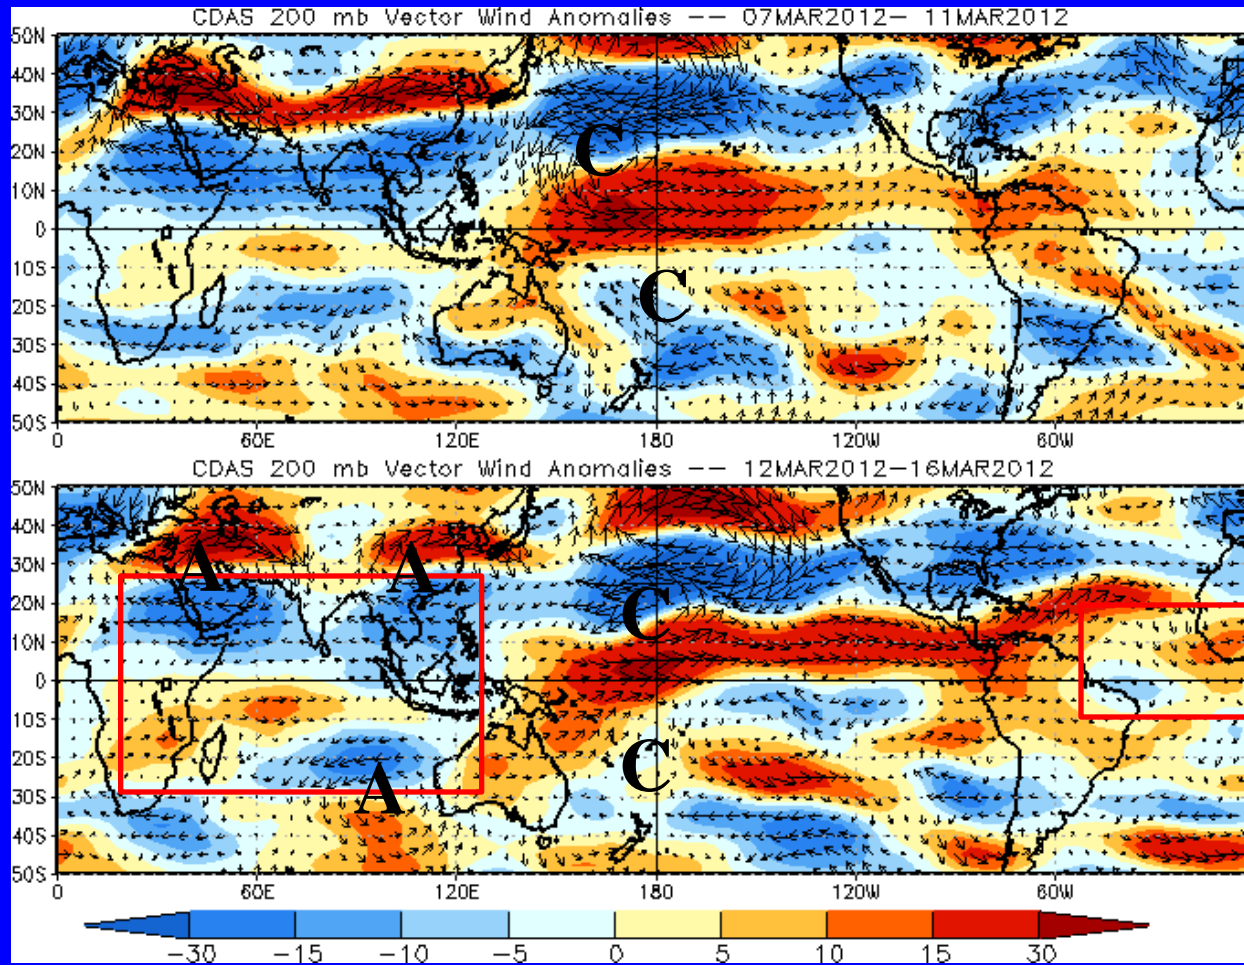 CDAS 200 mb Vector Wind Anomalies -- 07MAR2012- 11MAR2012
50N
40N
30N
20N
10N
0
10S
20S
30S
40S
50S
C
C
0 60E 120E 180 120W 60W
CDAS 200 mb Vector Wind Anomalies -- 12MAR2012-16MAR2012
50N
40N
30N
20N
10N
0
10S
20S
30S
40S
50S
A A
C
C
A
0 60E 120E 180 120W 60W
-30 -15 -10 -5 0 5 10 15 30